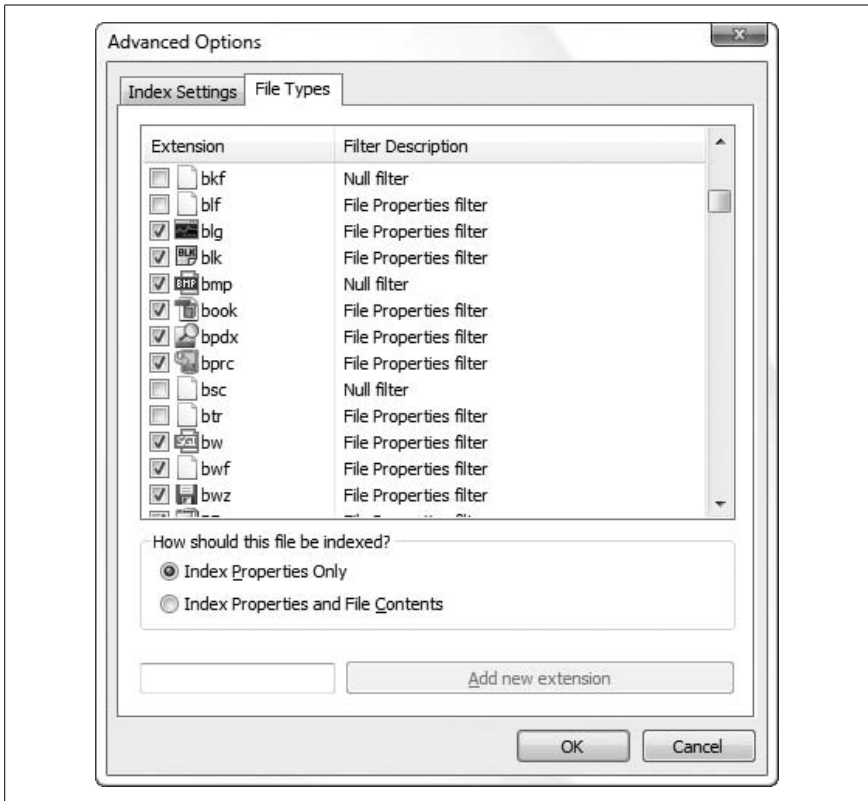 Advanced Options
Index Settings File Types
Extension Filter Description
bkf Null filter
blf File Properties filter
blg File Properties filter
BLK blk File Properties filter
BMP bmp Null filter
book File Properties filter
bpdx File Properties filter
bprc File Properties filter
bsc Null filter
btr File Properties filter
bw File Properties filter
bwf File Properties filter
bwz File Properties filter
How should this file be indexed?
Index Properties Only
Index Properties and File Contents
Add new extension
OK Cancel